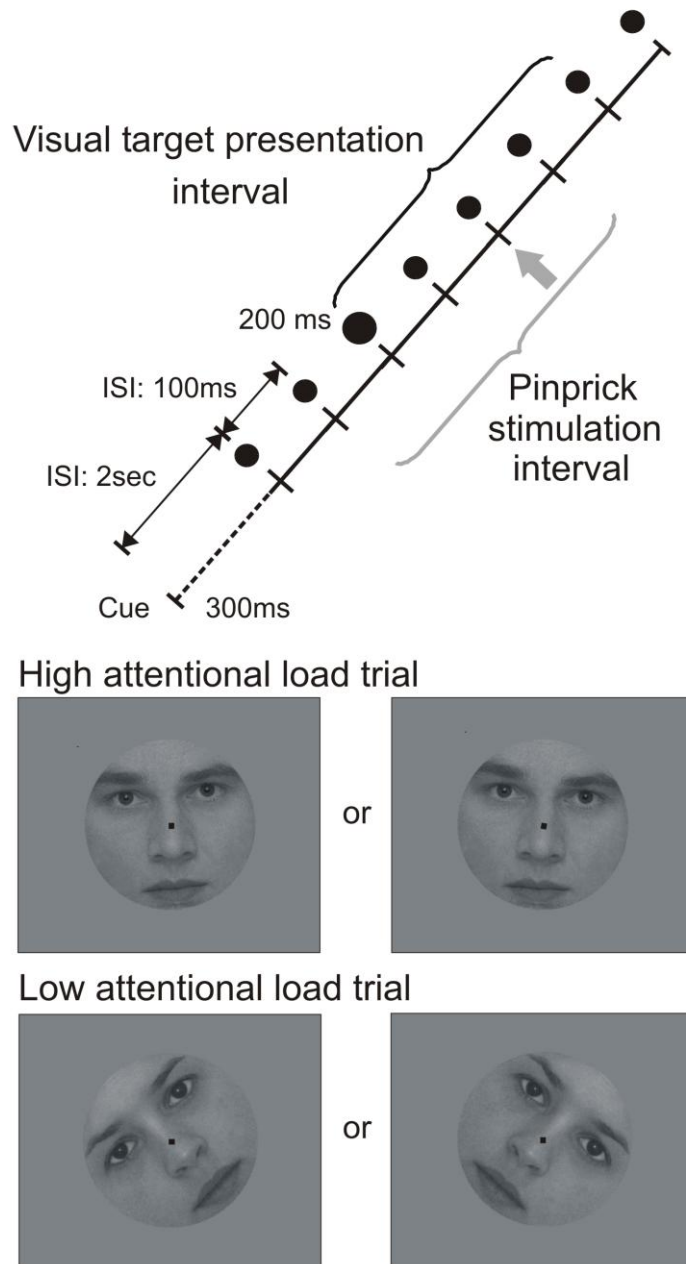 Visual target presentation
interval
200 ms
ISI: 100ms
ISI: 2sec
Pinprick
stimulation
interval
Cue
300ms
High attentional load trial
or
Low attentional load trial
or